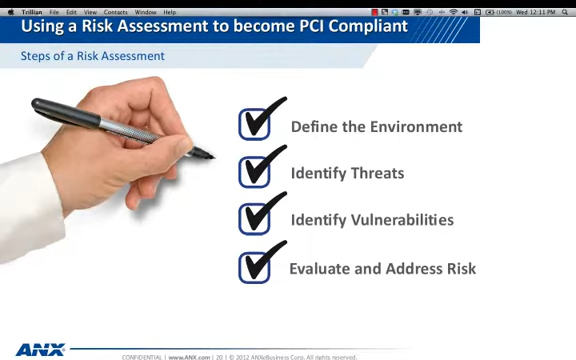 Trillian File Edit View Contacts Window Help (100%) Wed 12:11 PM
Using a Risk Assessment to become PCI Compliant
Steps of a Risk Assessment
Define the Environment
Identify Threats
Identify Vulnerabilities
Evaluate and Address Risk
ANX
CONFIDENTIAL | www.ANX.com | 20 | © 2012 ANXeBusiness Corp. All rights reserved.